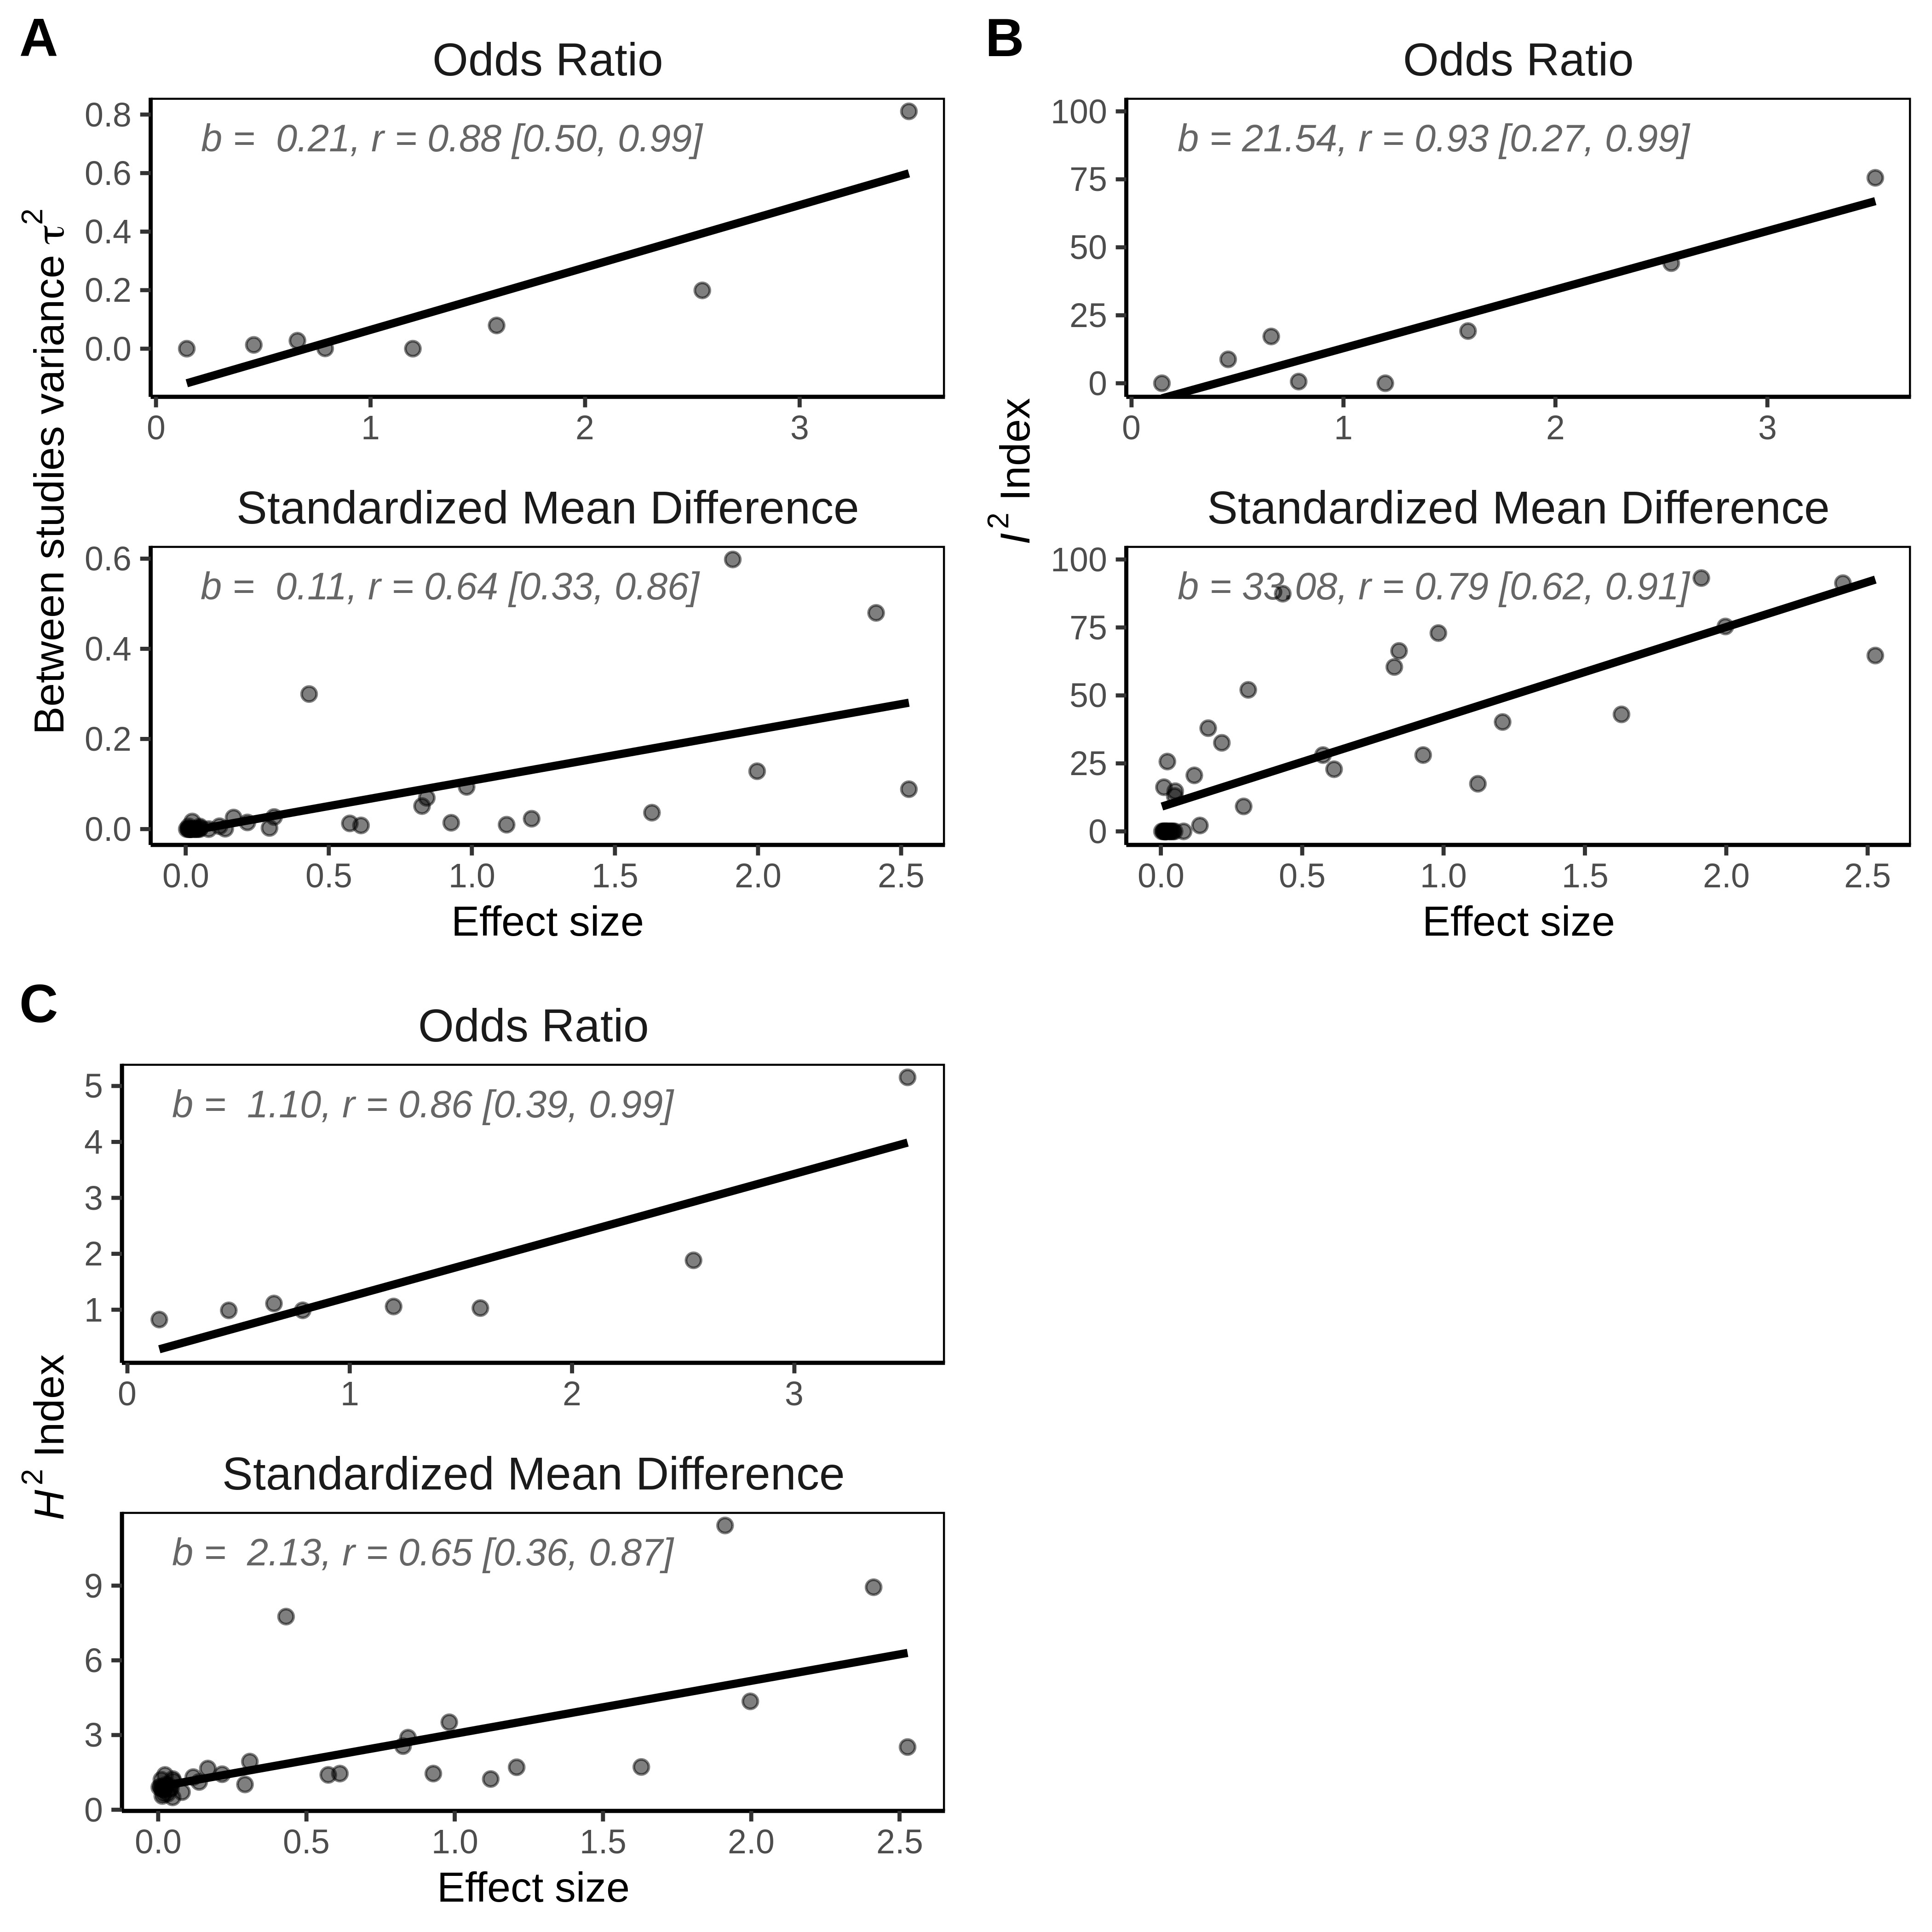 A
Odds Ratio
b = 0.21, r = 0.88 [0.50, 0.99]
0.8
0.6
0.4
0.2
0.0
0 1 2 3
Between studies variance τ²
Standardized Mean Difference
b = 0.11, r = 0.64 [0.33, 0.86]
0.6
0.4
0.2
0.0
0.0 0.5 1.0 1.5 2.0 2.5
Effect size
B
Odds Ratio
b = 21.54, r = 0.93 [0.27, 0.99]
100
75
50
25
0
0 1 2 3
I² Index
Standardized Mean Difference
b = 33.08, r = 0.79 [0.62, 0.91]
100
75
50
25
0
0.0 0.5 1.0 1.5 2.0 2.5
Effect size
C
Odds Ratio
b = 1.10, r = 0.86 [0.39, 0.99]
5
4
3
2
1
0 1 2 3
H² Index
Standardized Mean Difference
b = 2.13, r = 0.65 [0.36, 0.87]
9
6
3
0
0.0 0.5 1.0 1.5 2.0 2.5
Effect size